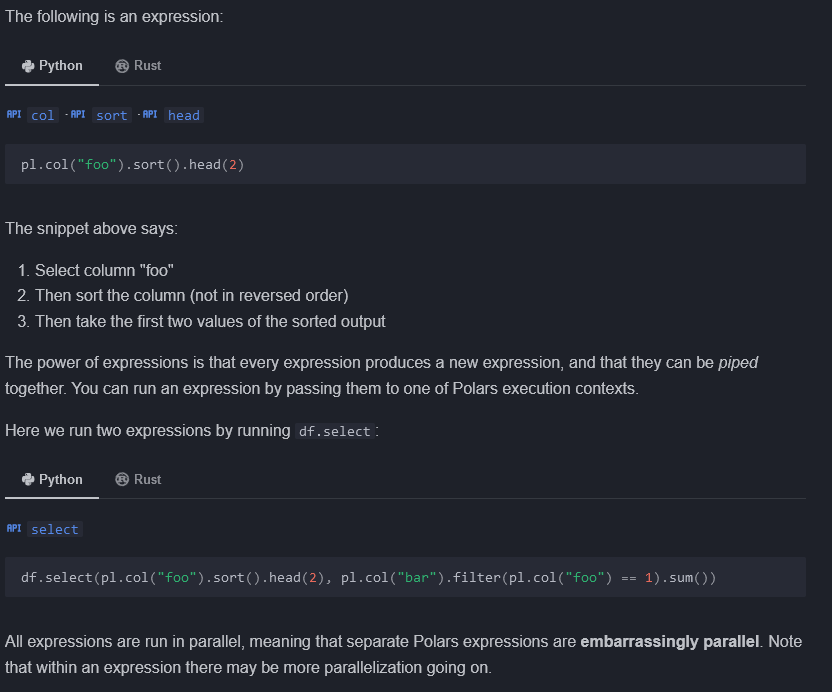 The following is an expression:
Python Rust
API col · API sort · API head
pl.col("foo").sort().head(2)
The snippet above says:
1. Select column "foo"
2. Then sort the column (not in reversed order)
3. Then take the first two values of the sorted output
The power of expressions is that every expression produces a new expression, and that they can be piped
together. You can run an expression by passing them to one of Polars execution contexts.
Here we run two expressions by running df.select:
Python Rust
API select
df.select(pl.col("foo").sort().head(2), pl.col("bar").filter(pl.col("foo") == 1).sum())
All expressions are run in parallel, meaning that separate Polars expressions are embarrassingly parallel. Note
that within an expression there may be more parallelization going on.